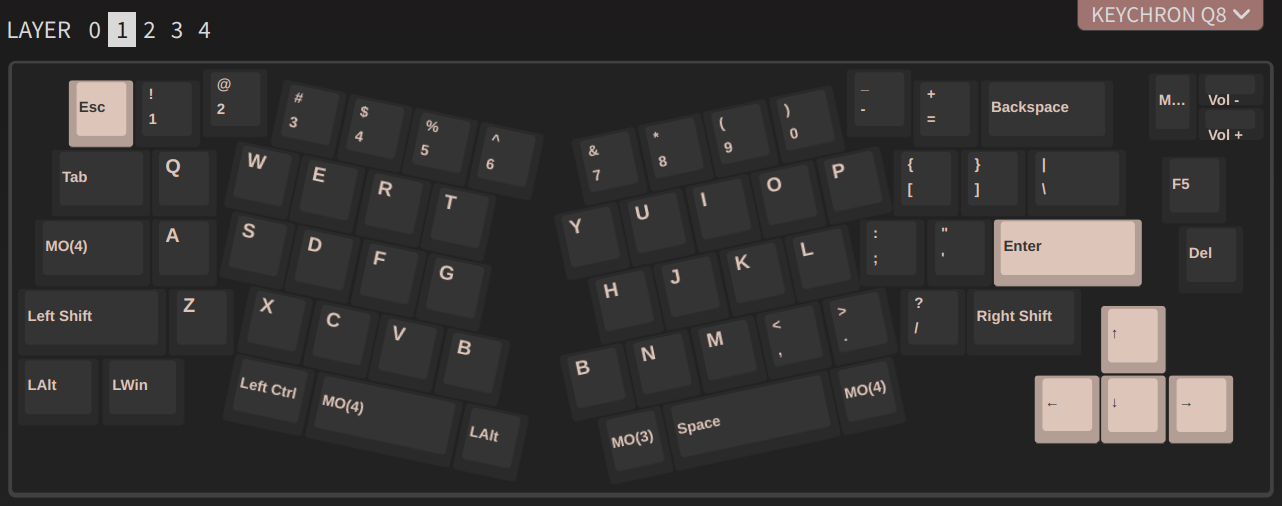 LAYER 0 1 2 3 4
KEYCHRON Q8
Esc ! 1 @ 2 # 3 $ 4 % 5 ^ 6 & 7 * 8 ( 9 ) 0 _ - + = Backspace M... Vol - Vol +
Tab Q W E R T Y U I O P { [ } ] | \ F5
MO(4) A S D F G H J K L : ; " ' Enter Del
Left Shift Z X C V B B N M < , > . ? / Right Shift ↑
LAlt LWin Left Ctrl MO(4) LAlt MO(3) Space MO(4) ← ↓ →